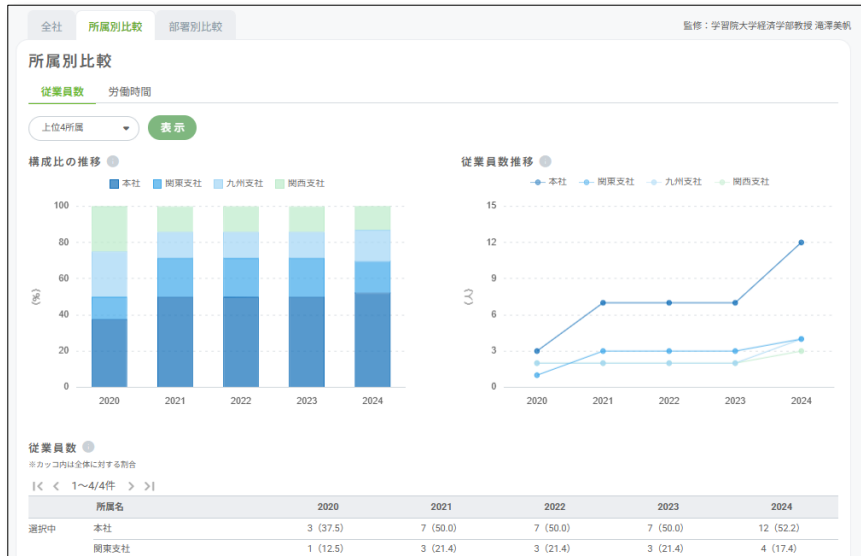 全社 所属別比較 部署別比較 監修：学習院大学経済学部教授 滝澤美帆
所属別比較
従業員数 労働時間
上位4所属 表示
構成比の推移
本社 関東支社 九州支社 関西支社
100
80
60
40
20
0
(%)
2020 2021 2022 2023 2024
従業員数推移
本社 関東支社 九州支社 関西支社
15
12
9
6
3
0
(人)
2020 2021 2022 2023 2024
従業員数
※カッコ内は全体に対する割合
1～4/4件
所属名 2020 2021 2022 2023 2024
選択中 本社 3（37.5） 7（50.0） 7（50.0） 7（50.0） 12（52.2）
関東支社 1（12.5） 3（21.4） 3（21.4） 3（21.4） 4（17.4）